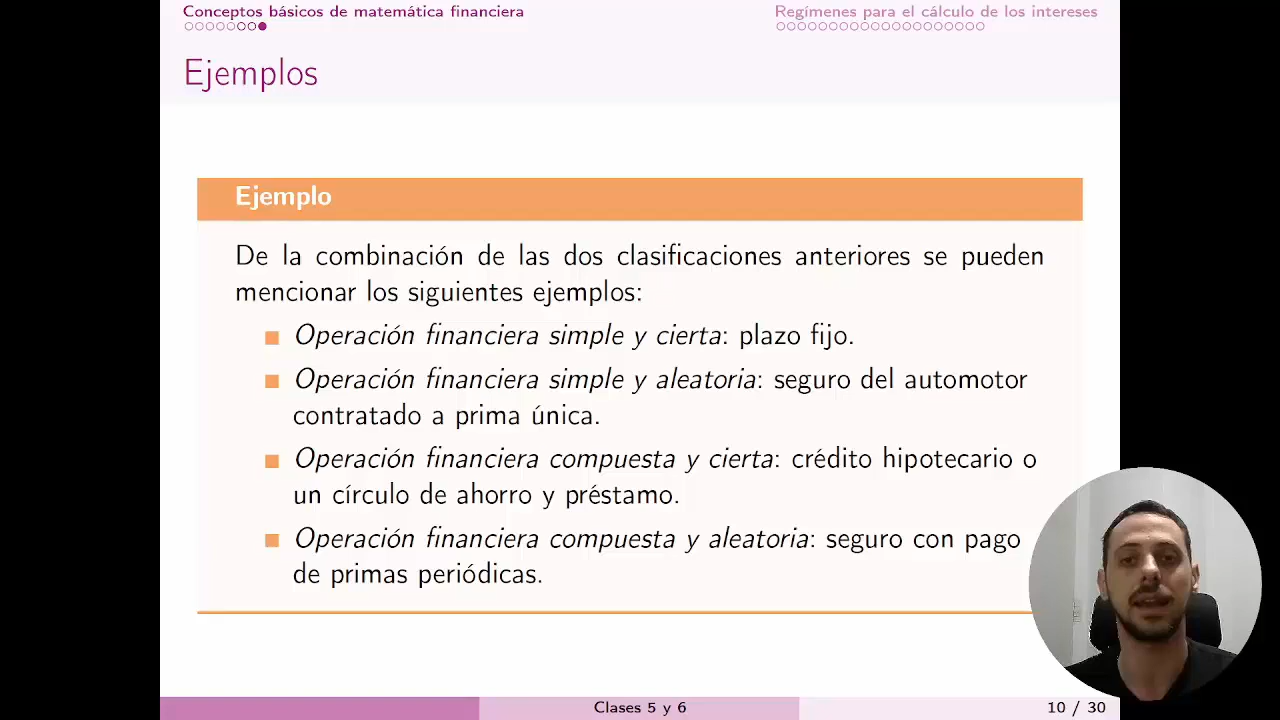 Conceptos básicos de matemática financiera
Regímenes para el cálculo de los intereses
Ejemplos
Ejemplo
De la combinación de las dos clasificaciones anteriores se pueden
mencionar los siguientes ejemplos:
Operación financiera simple y cierta: plazo fijo.
Operación financiera simple y aleatoria: seguro del automotor
contratado a prima única.
Operación financiera compuesta y cierta: crédito hipotecario o
un círculo de ahorro y préstamo.
Operación financiera compuesta y aleatoria: seguro con pago
de primas periódicas.
Clases 5 y 6
10 / 30